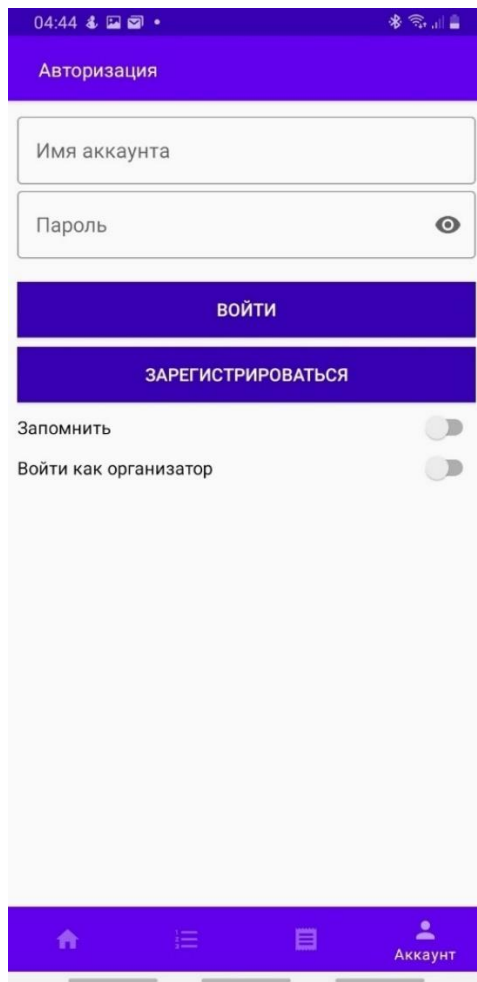 04:44
Авторизация
Имя аккаунта
Пароль
ВОЙТИ
ЗАРЕГИСТРИРОВАТЬСЯ
Запомнить
Войти как организатор
Аккаунт